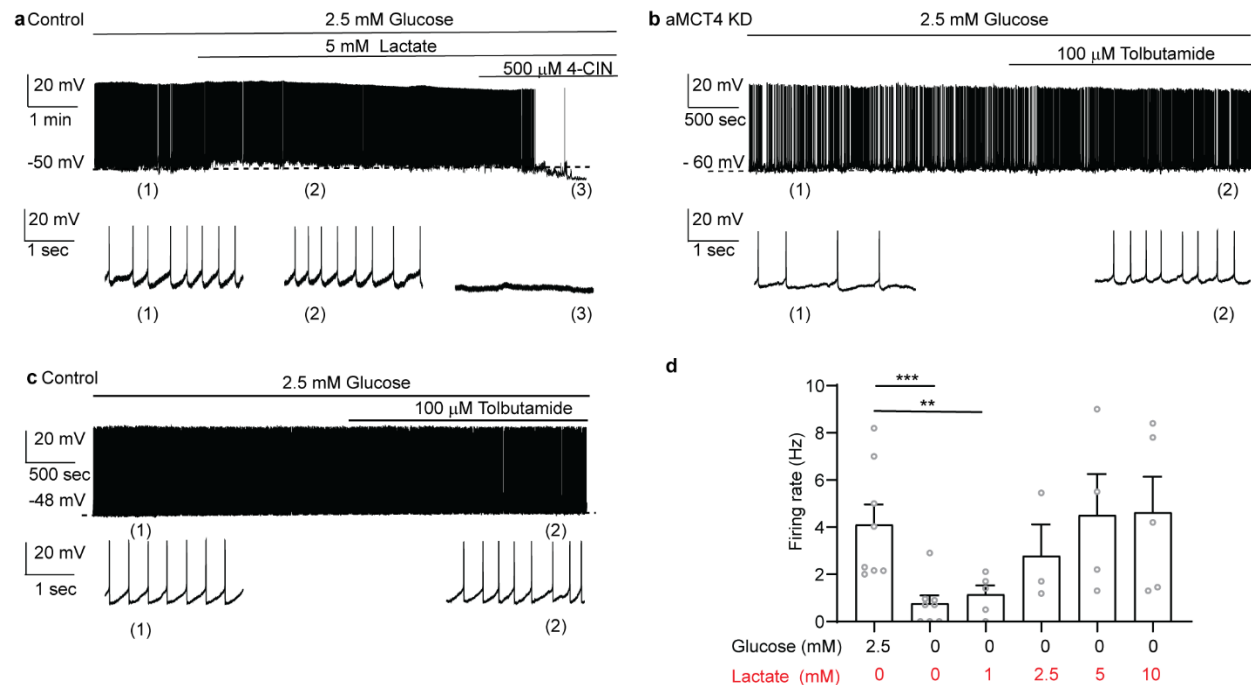 a Control
2.5 mM Glucose
5 mM Lactate
500 μM 4-CIN
20 mV
1 min
-50 mV
(1) (2) (3)
20 mV
1 sec
(1) (2) (3)
b aMCT4 KD
2.5 mM Glucose
100 μM Tolbutamide
20 mV
500 sec
- 60 mV
(1) (2)
20 mV
1 sec
(1) (2)
c Control
2.5 mM Glucose
100 μM Tolbutamide
20 mV
500 sec
-48 mV
(1) (2)
20 mV
1 sec
(1) (2)
d
Firing rate (Hz)
10
8
6
4
2
0
***
**
Glucose (mM) 2.5 0 0 0 0 0
Lactate (mM) 0 0 1 2.5 5 10